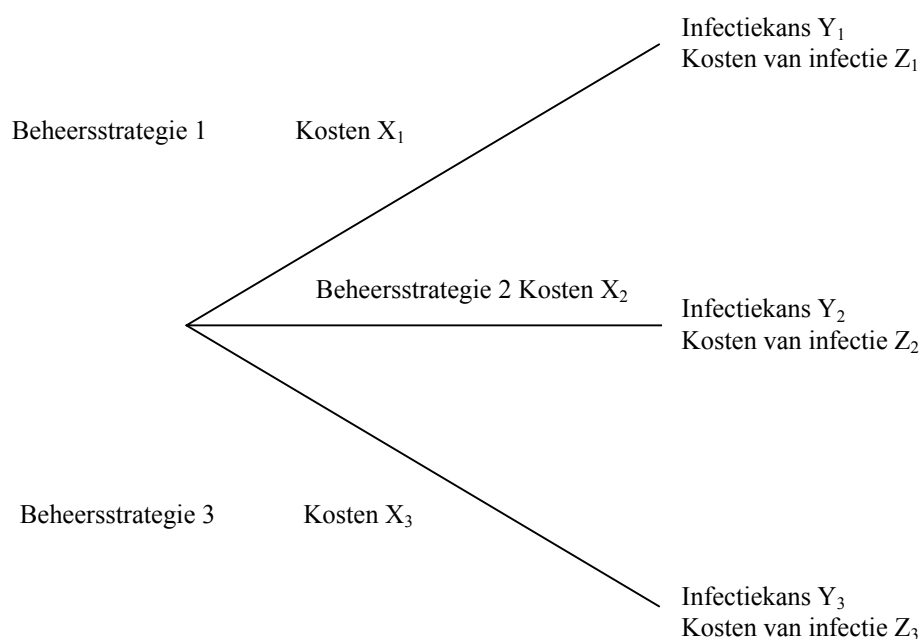 Infectiekans Y₁
Kosten van infectie Z₁
Beheersstrategie 1 Kosten X₁
Beheersstrategie 2 Kosten X₂
Infectiekans Y₂
Kosten van infectie Z₂
Beheersstrategie 3 Kosten X₃
Infectiekans Y₃
Kosten van infectie Z₃